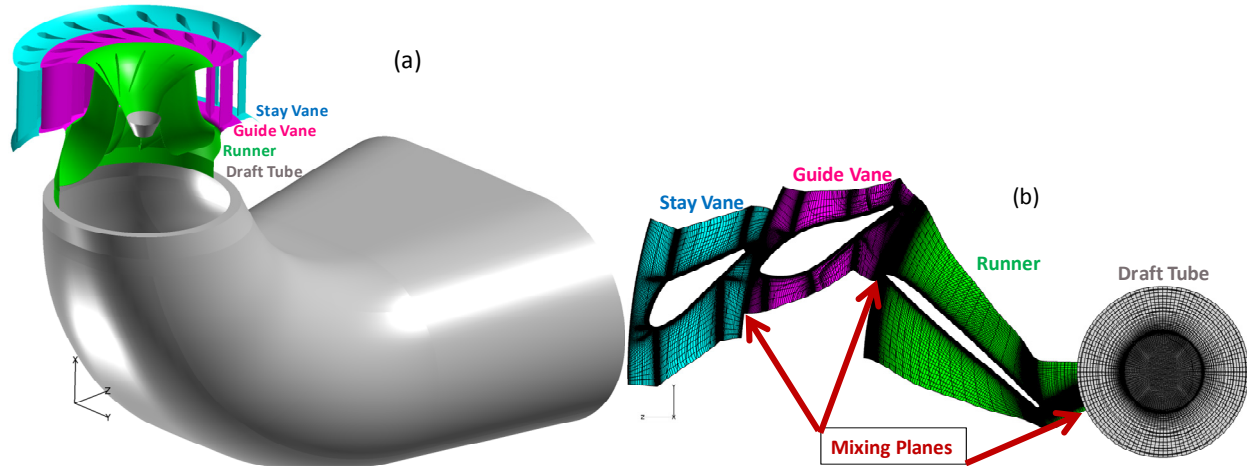 (a)
Stay Vane
Guide Vane
Runner
Draft Tube
X
Z
Y
Guide Vane
(b)
Stay Vane
Runner
Draft Tube
z
x
Mixing Planes